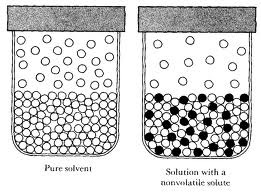 Pure solvent
Solution with a
nonvolatile solute